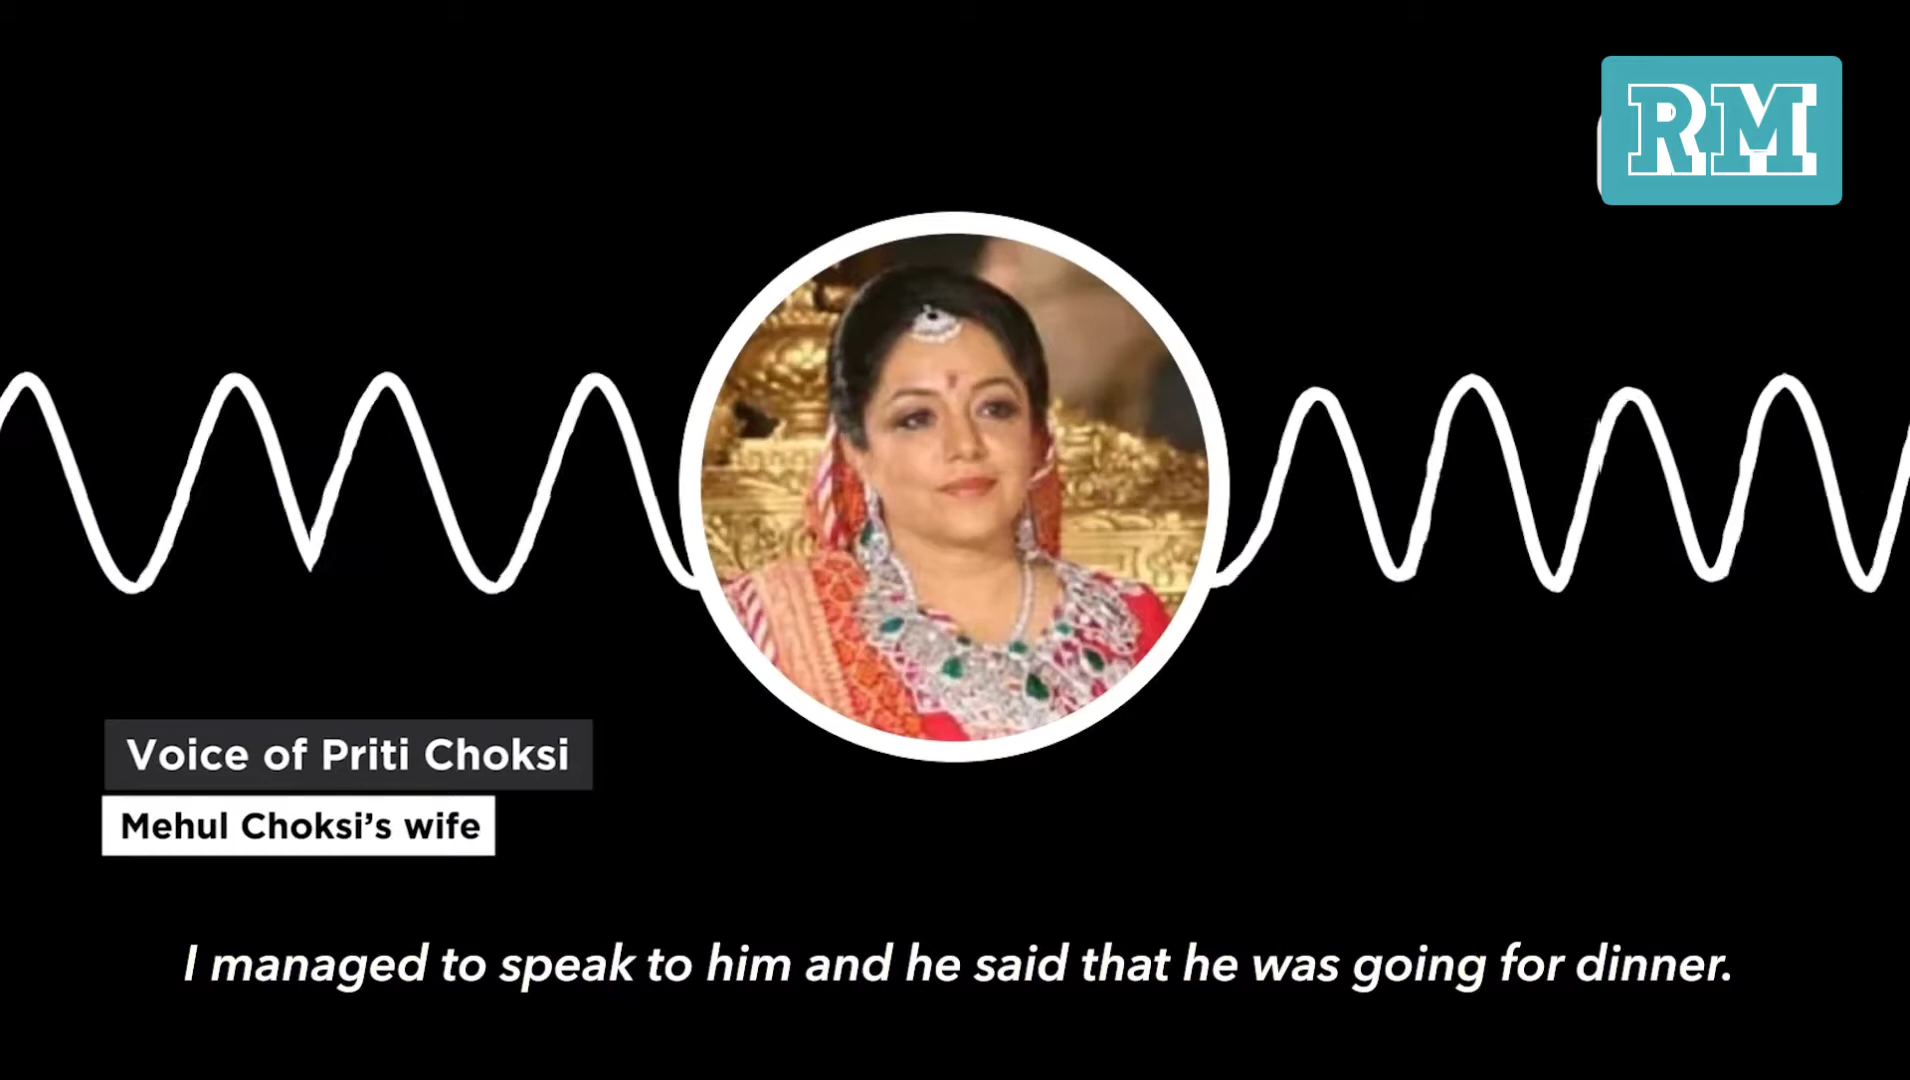 RM
Voice of Priti Choksi
Mehul Choksi’s wife
I managed to speak to him and he said that he was going for dinner.